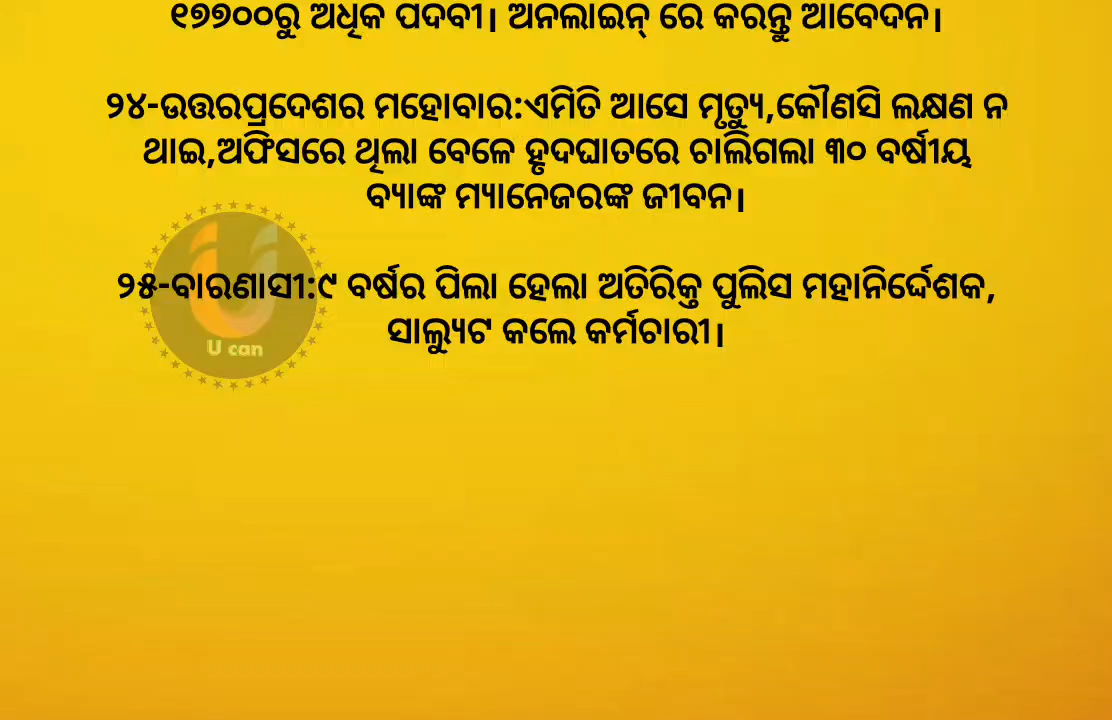 ୧୭୭୦୦ରୁ ଅଧିକ ପଦବୀ। ଅନଲାଇନ୍ ରେ କରନ୍ତୁ ଆବେଦନ।
୨୪-ଉତ୍ତରପ୍ରଦେଶର ମହୋବାର:ଏମିତି ଆସେ ମୃତ୍ୟୁ,କୌଣସି ଲକ୍ଷଣ ନ
ଥାଇ,ଅଫିସରେ ଥିଲା ବେଳେ ହୃଦଘାତରେ ଚାଲିଗଲା ୩୦ ବର୍ଷୀୟ
ବ୍ୟାଙ୍କ ମ୍ୟାନେଜରଙ୍କ ଜୀବନ।
୨୫-ବାରଣାସୀ:୯ ବର୍ଷର ପିଲା ହେଲା ଅତିରିକ୍ତ ପୁଲିସ ମହାନିର୍ଦ୍ଦେଶକ,
ସାଲ୍ୟୁଟ କଲେ କର୍ମଚାରୀ।
U can